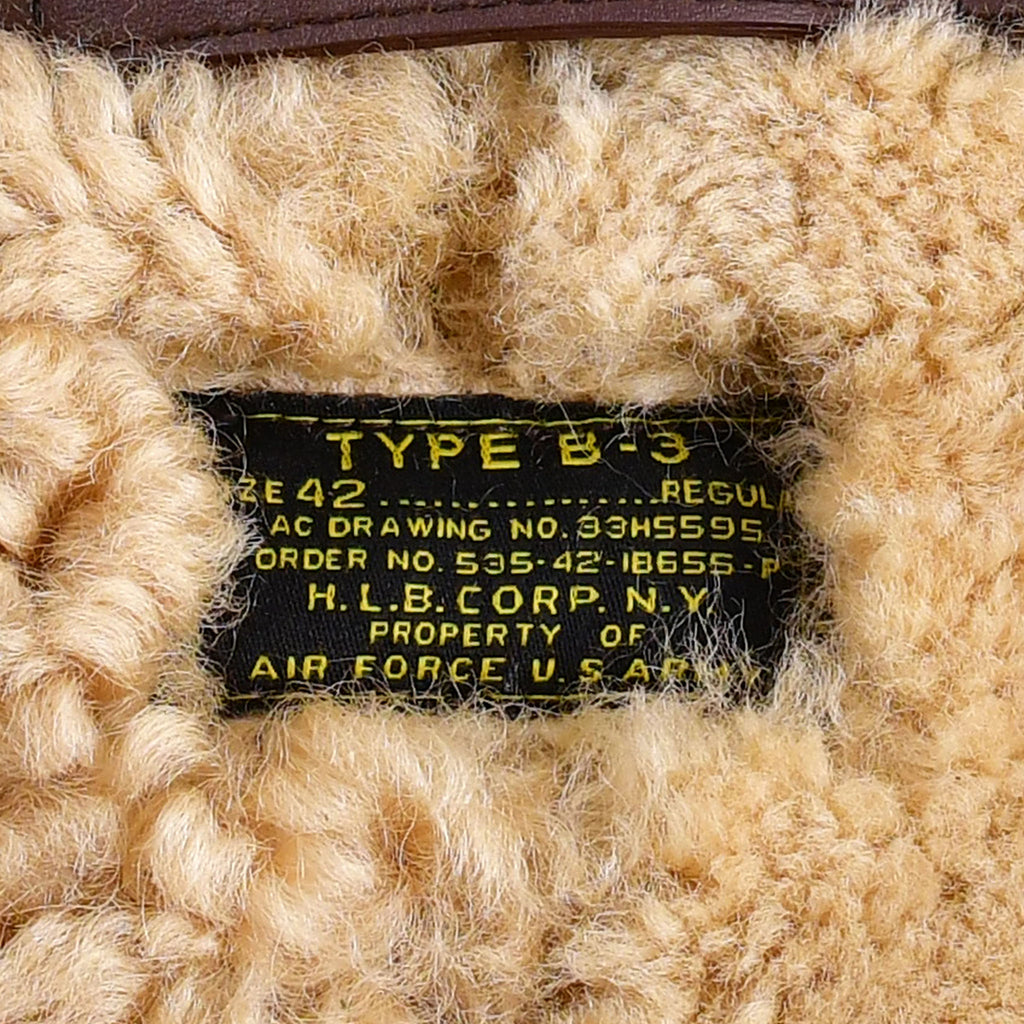 TYPE B-3
ZE 42..................REGUL
AC DRAWING NO. 33H5595
ORDER NO. 535-42-18655-P
H.L.B. CORP. N.Y.
PROPERTY OF
AIR FORCE U.S ARMY